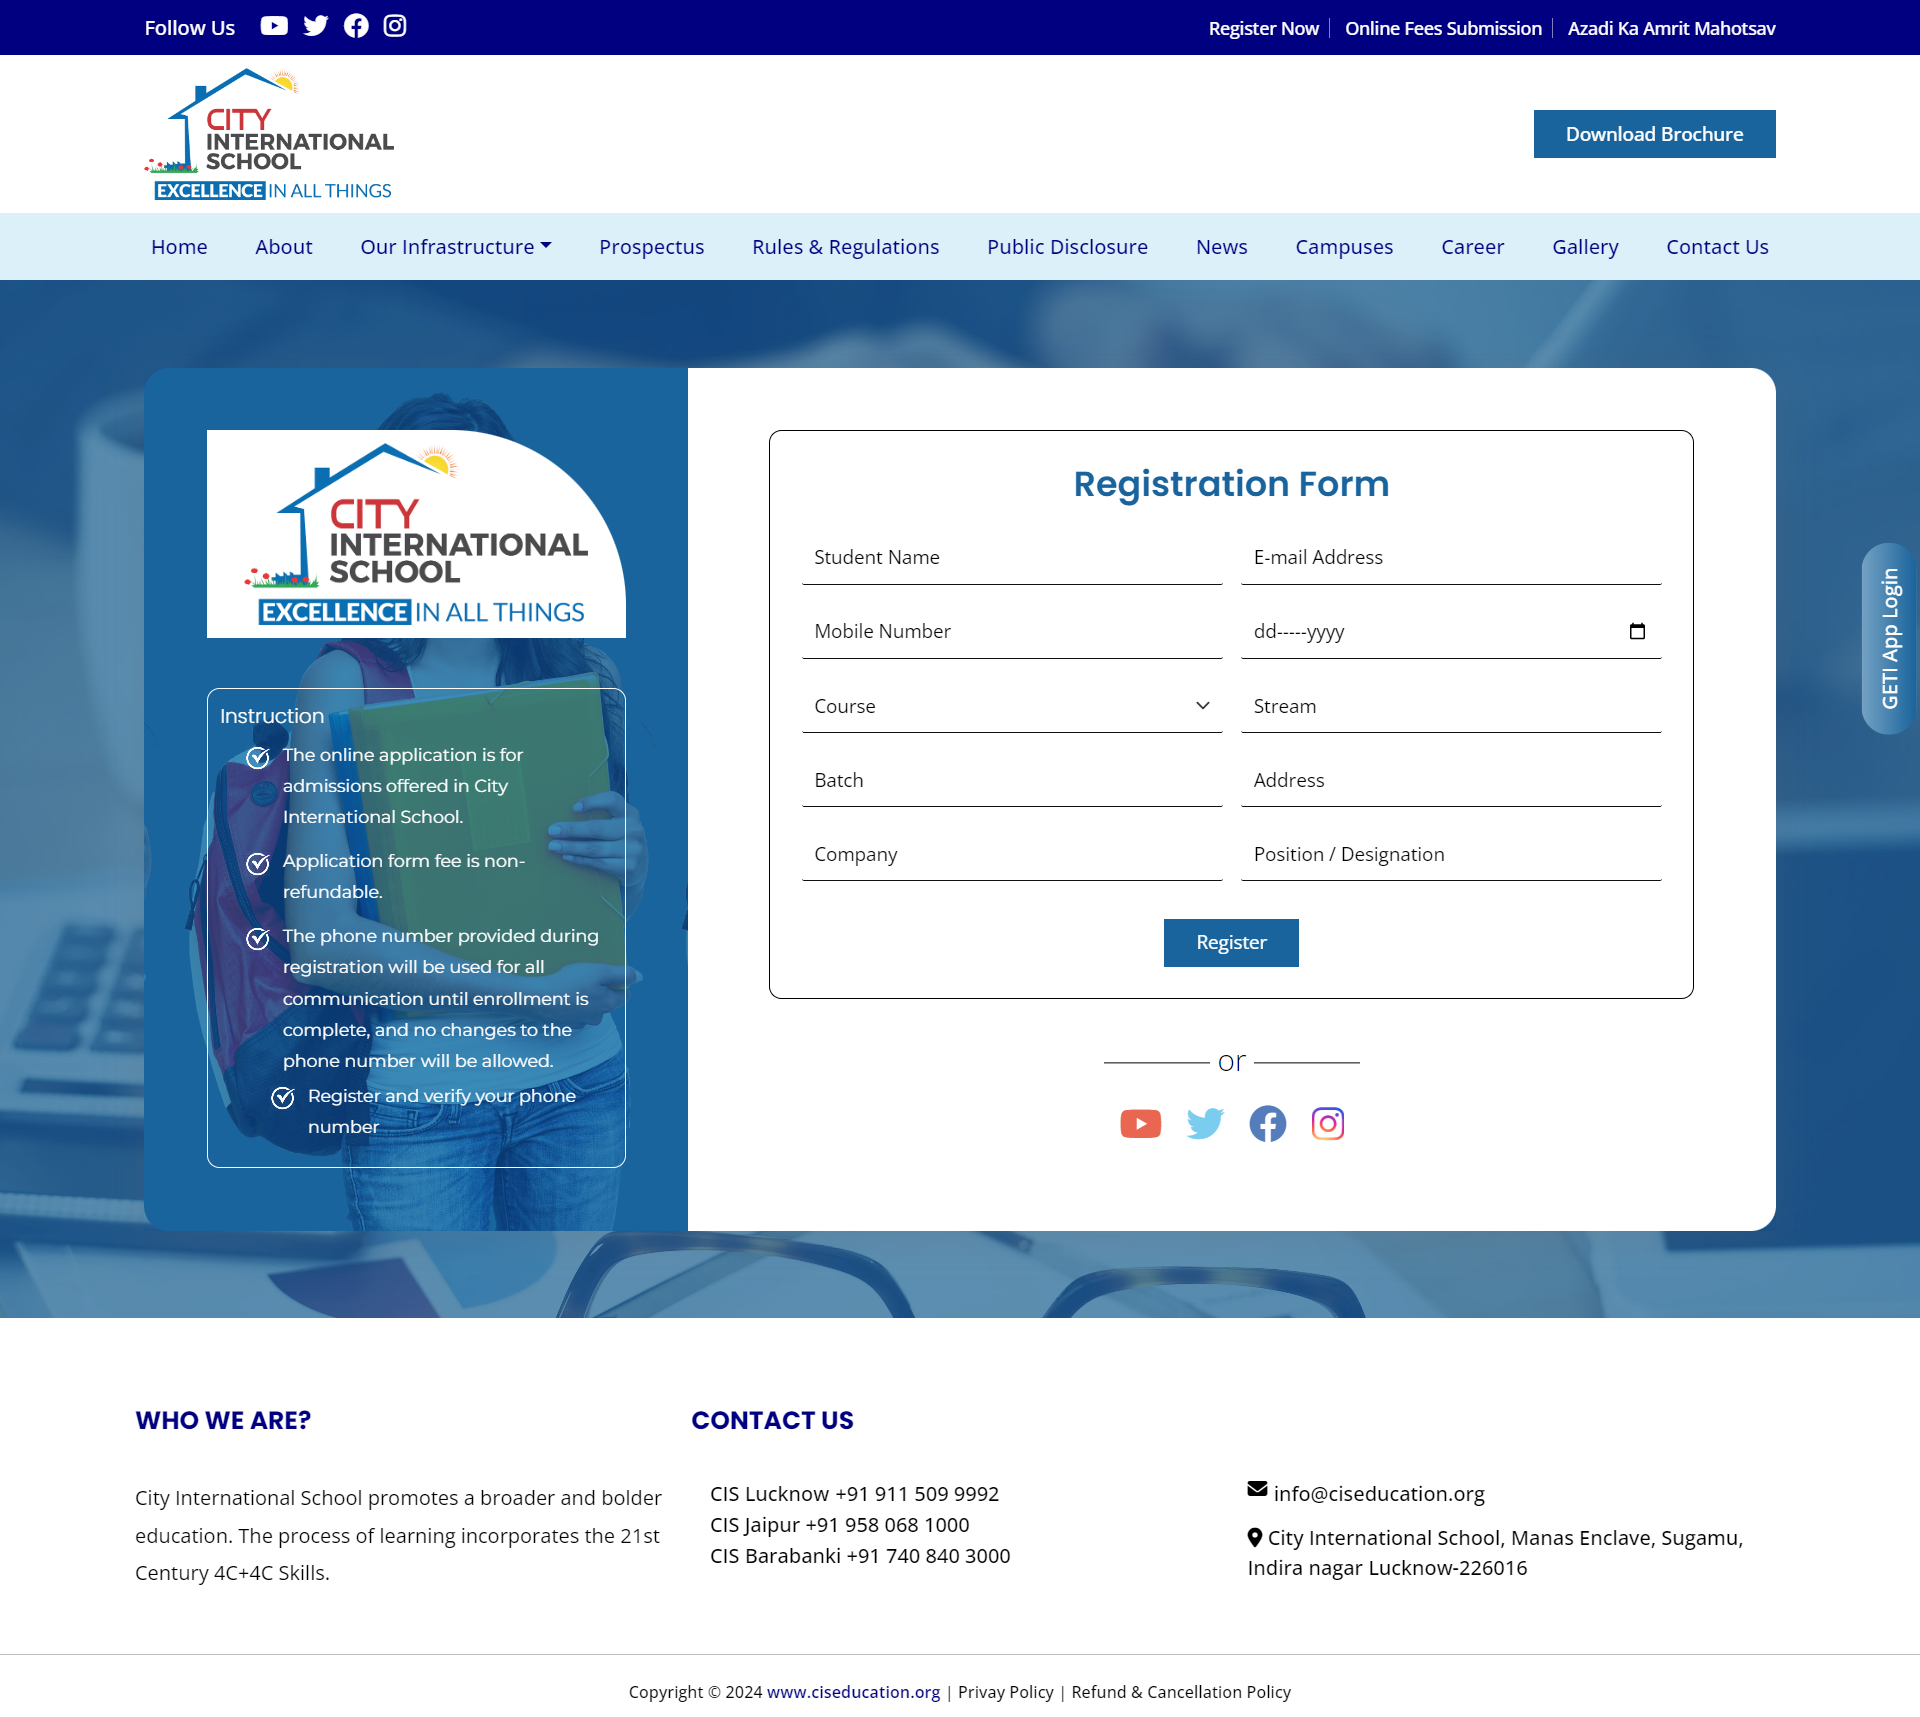 Follow Us
Register Now
Online Fees Submission
Azadi Ka Amrit Mahotsav
CITY
INTERNATIONAL
SCHOOL
EXCELLENCE IN ALL THINGS
Download Brochure
Home
About
Our Infrastructure
Prospectus
Rules & Regulations
Public Disclosure
News
Campuses
Career
Gallery
Contact Us
CITY
INTERNATIONAL
SCHOOL
EXCELLENCE IN ALL THINGS
Instruction
The online application is for
admissions offered in City
International School.
Application form fee is non-
refundable.
The phone number provided during
registration will be used for all
communication until enrollment is
complete, and no changes to the
phone number will be allowed.
Register and verify your phone
number
Registration Form
Student Name
E-mail Address
Mobile Number
dd-----yyyy
Course
Stream
Batch
Address
Company
Position / Designation
Register
or
GETI App Login
WHO WE ARE?
City International School promotes a broader and bolder
education. The process of learning incorporates the 21st
Century 4C+4C Skills.
CONTACT US
CIS Lucknow +91 911 509 9992
CIS Jaipur +91 958 068 1000
CIS Barabanki +91 740 840 3000
info@ciseducation.org
City International School, Manas Enclave, Sugamu,
Indira nagar Lucknow-226016
Copyright © 2024 www.ciseducation.org | Privay Policy | Refund & Cancellation Policy